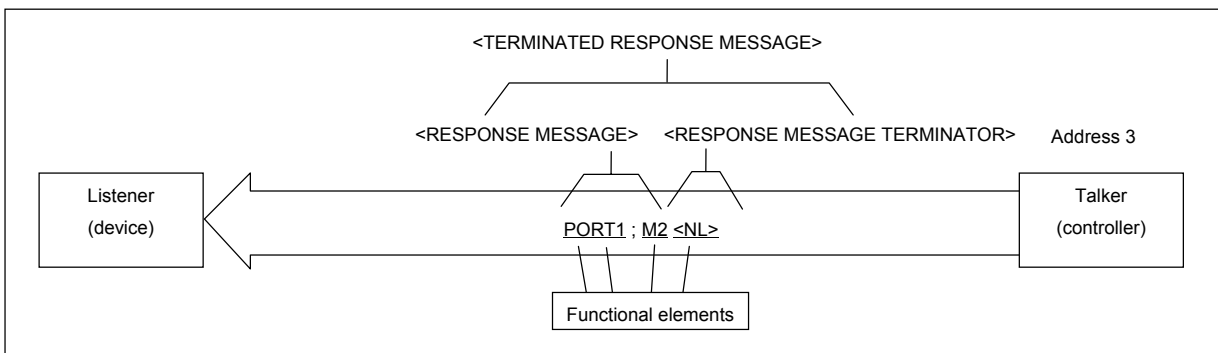 <TERMINATED RESPONSE MESSAGE>
<RESPONSE MESSAGE> <RESPONSE MESSAGE TERMINATOR> Address 3
Listener
(device)
PORT1 ; M2 <NL>
Talker
(controller)
Functional elements